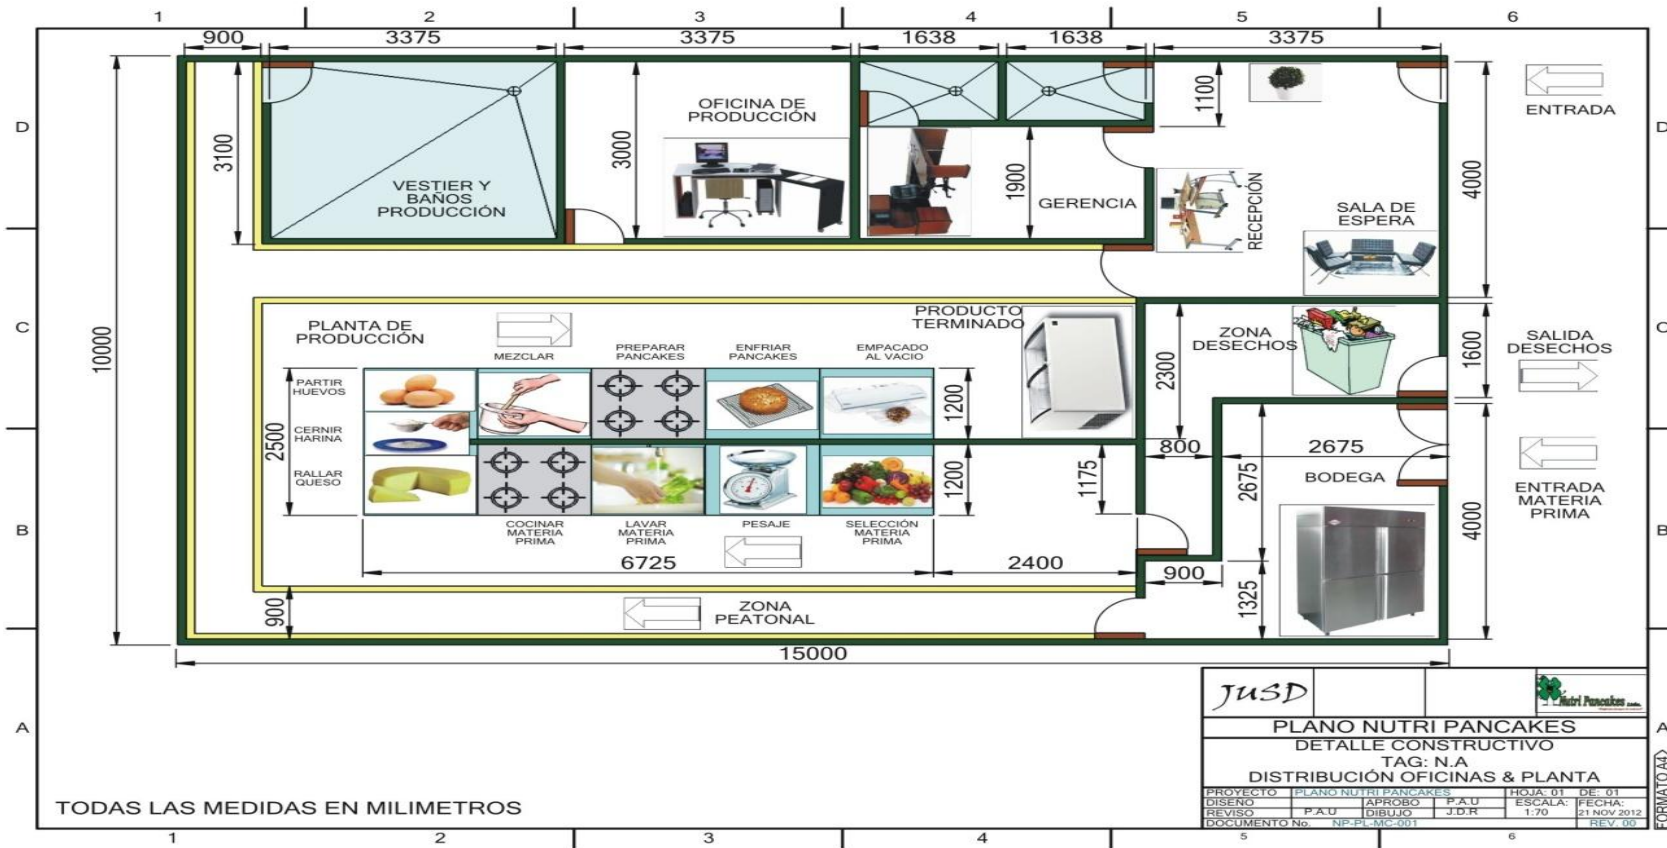 1 2 3 4 5 6
900 3375 3375 1638 1638 3375
D
D
3100
3000
1100
1900
4000
OFICINA DE
PRODUCCIÓN
VESTIER Y
BAÑOS
PRODUCCIÓN
GERENCIA
RECEPCIÓN
SALA DE
ESPERA
ENTRADA
C
C
10000
PLANTA DE
PRODUCCIÓN
PRODUCTO
TERMINADO
ZONA
DESECHOS
SALIDA
DESECHOS
2300
1600
MEZCLAR
PREPARAR
PANCAKES
ENFRIAR
PANCAKES
EMPACADO
AL VACIO
PARTIR
HUEVOS
CERNIR
HARINA
RALLAR
QUESO
2500
1200
1200
1175
800
2675
2675
BODEGA
4000
ENTRADA
MATERIA
PRIMA
B
B
COCINAR
MATERIA
PRIMA
LAVAR
MATERIA
PRIMA
PESAJE
SELECCIÓN
MATERIA
PRIMA
6725
2400
900
1325
900
ZONA
PEATONAL
15000
A
A
JUSD
Nutri Pancakes
PLANO NUTRI PANCAKES
DETALLE CONSTRUCTIVO
TAG: N.A
DISTRIBUCIÓN OFICINAS & PLANTA
PROYECTO PLANO NUTRI PANCAKES HOJA: 01 DE: 01
DISEÑO APROBO P.A.U ESCALA: FECHA:
REVISO P.A.U DIBUJO J.D.R 1:70 21 NOV 2012
DOCUMENTO No. NP-PL-MC-001 REV. 00
FORMATO A4
TODAS LAS MEDIDAS EN MILIMETROS
1 2 3 4 5 6